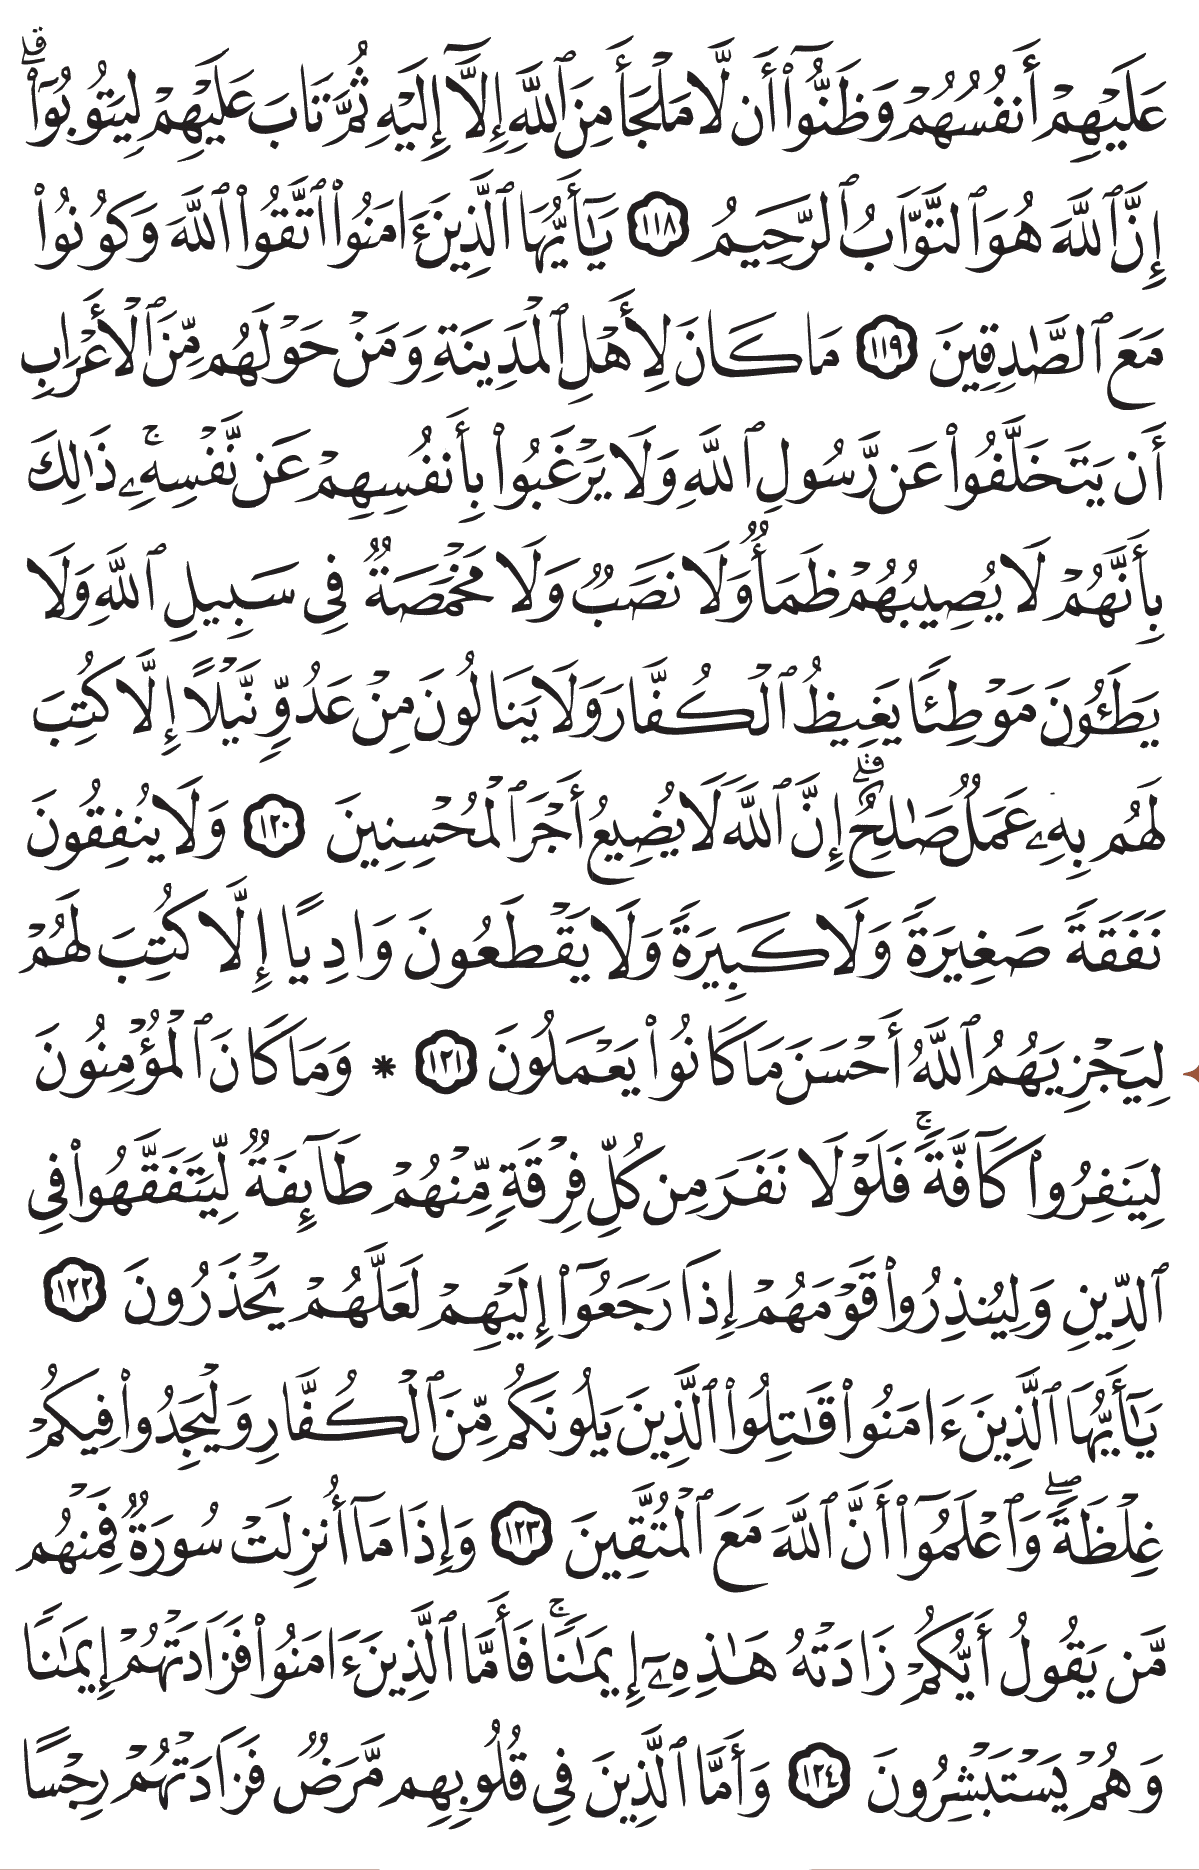 عَلَيْهِمْ أَنفُسُهُمْ وَظَنُّوٓا۟ أَن لَّا مَلْجَأَ مِنَ ٱللَّهِ إِلَّآ إِلَيْهِ ثُمَّ تَابَ عَلَيْهِمْ لِيَتُوبُوٓا۟ۚ
إِنَّ ٱللَّهَ هُوَ ٱلتَّوَّابُ ٱلرَّحِيمُ ١١٨ يَـٰٓأَيُّهَا ٱلَّذِينَ ءَامَنُوا۟ ٱتَّقُوا۟ ٱللَّهَ وَكُونُوا۟
مَعَ ٱلصَّـٰدِقِينَ ١١٩ مَا كَانَ لِأَهْلِ ٱلْمَدِينَةِ وَمَنْ حَوْلَهُم مِّنَ ٱلْأَعْرَابِ
أَن يَتَخَلَّفُوا۟ عَن رَّسُولِ ٱللَّهِ وَلَا يَرْغَبُوا۟ بِأَنفُسِهِمْ عَن نَّفْسِهِۦۚ ذَٰلِكَ
بِأَنَّهُمْ لَا يُصِيبُهُمْ ظَمَأٌ وَلَا نَصَبٌ وَلَا مَخْمَصَةٌ فِى سَبِيلِ ٱللَّهِ وَلَا
يَطَـُٔونَ مَوْطِئًا يَغِيظُ ٱلْكُفَّارَ وَلَا يَنَالُونَ مِنْ عَدُوٍّ نَّيْلًا إِلَّا كُتِبَ
لَهُم بِهِۦ عَمَلٌ صَـٰلِحٌۚ إِنَّ ٱللَّهَ لَا يُضِيعُ أَجْرَ ٱلْمُحْسِنِينَ ١٢٠ وَلَا يُنفِقُونَ
نَفَقَةً صَغِيرَةً وَلَا كَبِيرَةً وَلَا يَقْطَعُونَ وَادِيًا إِلَّا كُتِبَ لَهُمْ
لِيَجْزِيَهُمُ ٱللَّهُ أَحْسَنَ مَا كَانُوا۟ يَعْمَلُونَ ١٢١ * وَمَا كَانَ ٱلْمُؤْمِنُونَ
لِيَنفِرُوا۟ كَآفَّةًۚ فَلَوْلَا نَفَرَ مِن كُلِّ فِرْقَةٍ مِّنْهُمْ طَآئِفَةٌ لِّيَتَفَقَّهُوا۟ فِى
ٱلدِّينِ وَلِيُنذِرُوا۟ قَوْمَهُمْ إِذَا رَجَعُوٓا۟ إِلَيْهِمْ لَعَلَّهُمْ يَحْذَرُونَ ١٢٢
يَـٰٓأَيُّهَا ٱلَّذِينَ ءَامَنُوا۟ قَـٰتِلُوا۟ ٱلَّذِينَ يَلُونَكُم مِّنَ ٱلْكُفَّارِ وَلْيَجِدُوا۟ فِيكُمْ
غِلْظَةًۚ وَٱعْلَمُوٓا۟ أَنَّ ٱللَّهَ مَعَ ٱلْمُتَّقِينَ ١٢٣ وَإِذَا مَآ أُنزِلَتْ سُورَةٌ فَمِنْهُم
مَّن يَقُولُ أَيُّكُمْ زَادَتْهُ هَـٰذِهِۦٓ إِيمَـٰنًاۚ فَأَمَّا ٱلَّذِينَ ءَامَنُوا۟ فَزَادَتْهُمْ إِيمَـٰنًا
وَهُمْ يَسْتَبْشِرُونَ ١٢٤ وَأَمَّا ٱلَّذِينَ فِى قُلُوبِهِم مَّرَضٌ فَزَادَتْهُمْ رِجْسًا